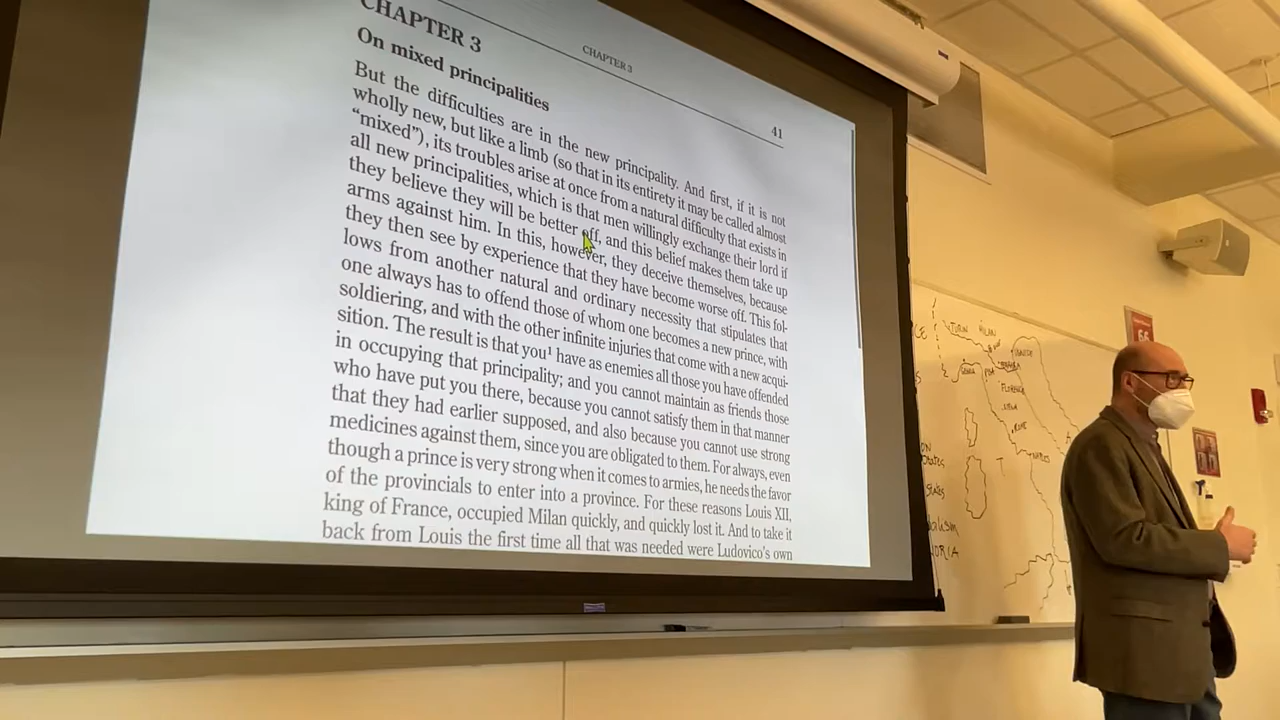 CHAPTER 3
41
CHAPTER 3
On mixed principalities
But the difficulties are in the new principality. And first, if it is not
wholly new, but like a limb (so that in its entirety it may be called almost
“mixed”), its troubles arise at once from a natural difficulty that exists in
all new principalities, which is that men willingly exchange their lord if
they believe they will be better off, and this belief makes them take up
arms against him. In this, however, they deceive themselves, because
they then see by experience that they have become worse off. This fol-
lows from another natural and ordinary necessity that stipulates that
one always has to offend those of whom one becomes a new prince, with
soldiering, and with the other infinite injuries that come with a new acqui-
sition. The result is that you¹ have as enemies all those you have offended
in occupying that principality; and you cannot maintain as friends those
who have put you there, because you cannot satisfy them in that manner
that they had earlier supposed, and also because you cannot use strong
medicines against them, since you are obligated to them. For always, even
though a prince is very strong when it comes to armies, he needs the favor
of the provincials to enter into a province. For these reasons Louis XII,
king of France, occupied Milan quickly, and quickly lost it. And to take it
back from Louis the first time all that was needed were Ludovico’s own
TURIN MILAN
GENOA PISA
FLORENCE
SIENA
ROME
NAPLES
States
States